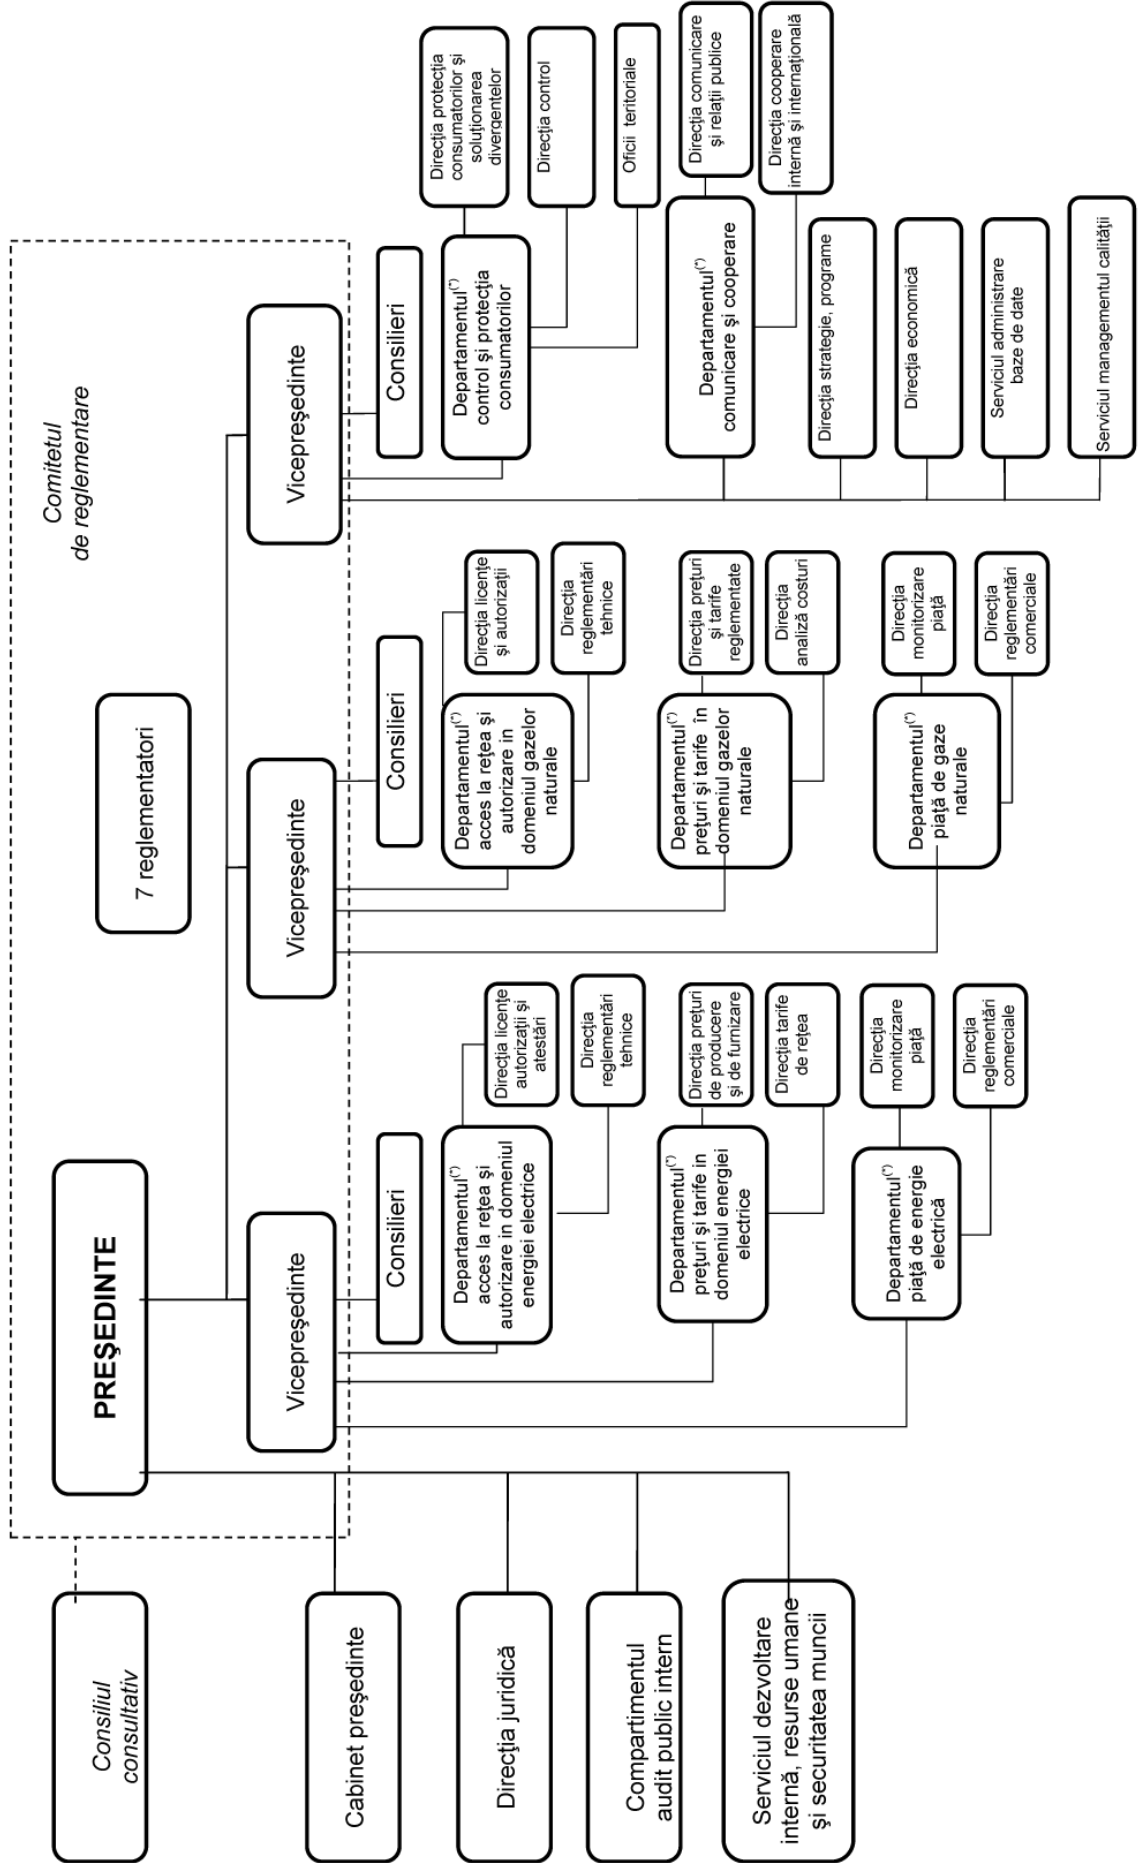 Comitetul
de reglementare
Consiliul
consultativ
PREŞEDINTE
7 reglementatori
Vicepreşedinte
Vicepreşedinte
Vicepreşedinte
Cabinet preşedinte
Direcţia juridică
Compartimentul
audit public intern
Serviciul dezvoltare
internă, resurse umane
şi securitatea muncii
Consilieri
Departamentul(*)
acces la reţea şi
autorizare in domeniul
energiei electrice
Direcţia licenţe
autorizaţii şi
atestări
Direcţia
reglementări
tehnice
Departamentul(*)
preţuri şi tarife in
domeniul energiei
electrice
Direcţia preţuri
de producere
şi de furnizare
Direcţia tarife
de reţea
Departamentul(*)
piaţă de energie
electrică
Direcţia
monitorizare
piaţă
Direcţia
reglementări
comerciale
Consilieri
Departamentul(*)
acces la reţea şi
autorizare in
domeniul gazelor
naturale
Direcţia licenţe
şi autorizaţii
Direcţia
reglementări
tehnice
Departamentul(*)
preţuri şi tarife în
domeniul gazelor
naturale
Direcţia preţuri
şi tarife
reglementate
Direcţia
analiză costuri
Departamentul(*)
piaţă de gaze
naturale
Direcţia
monitorizare
piaţă
Direcţia
reglementări
comerciale
Consilieri
Departamentul(*)
control şi protecţia
consumatorilor
Direcţia protecţia
consumatorilor şi
soluţionarea
divergentelor
Direcţia control
Oficii teritoriale
Departamentul(*)
comunicare şi cooperare
Direcţia comunicare
şi relaţii publice
Direcţia cooperare
internă şi internaţională
Direcţia strategie, programe
Direcţia economică
Serviciul administrare
baze de date
Serviciul managementul calităţii